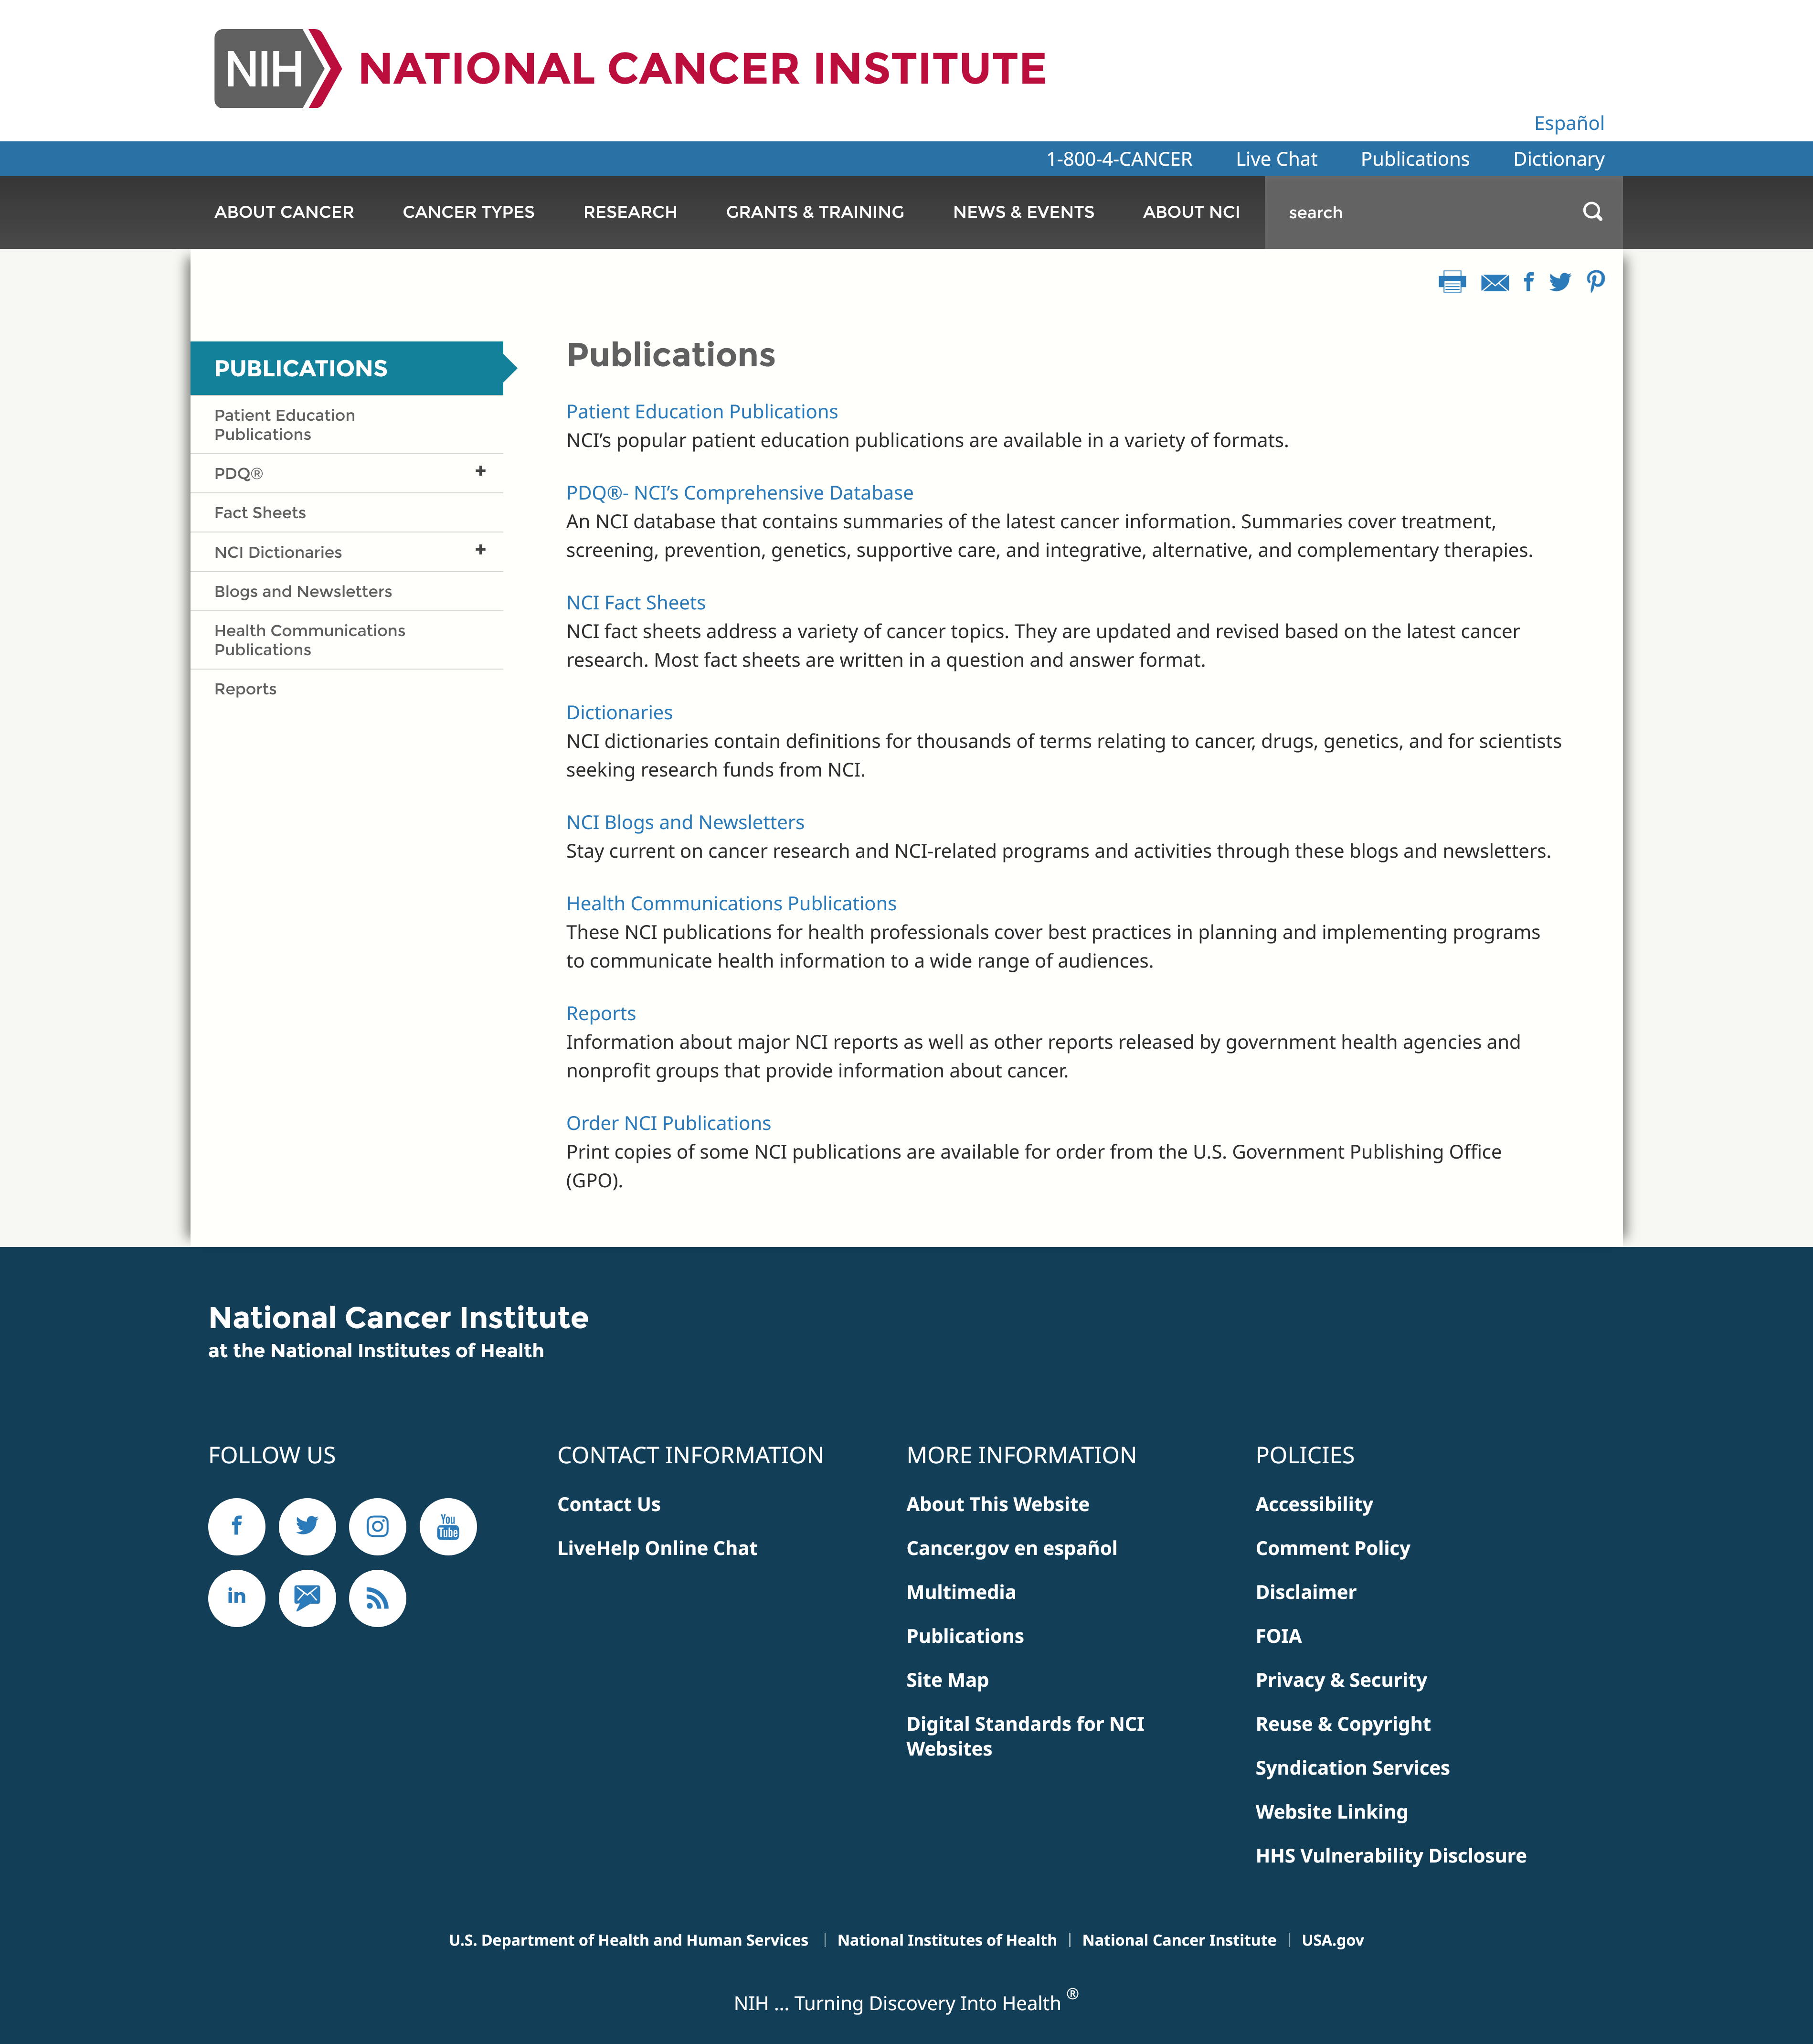 NIH NATIONAL CANCER INSTITUTE
Español
1-800-4-CANCER Live Chat Publications Dictionary
ABOUT CANCER CANCER TYPES RESEARCH GRANTS & TRAINING NEWS & EVENTS ABOUT NCI search
PUBLICATIONS
Patient Education
Publications
PDQ® +
Fact Sheets
NCI Dictionaries +
Blogs and Newsletters
Health Communications
Publications
Reports
Publications
Patient Education Publications
NCI’s popular patient education publications are available in a variety of formats.
PDQ®- NCI’s Comprehensive Database
An NCI database that contains summaries of the latest cancer information. Summaries cover treatment,
screening, prevention, genetics, supportive care, and integrative, alternative, and complementary therapies.
NCI Fact Sheets
NCI fact sheets address a variety of cancer topics. They are updated and revised based on the latest cancer
research. Most fact sheets are written in a question and answer format.
Dictionaries
NCI dictionaries contain definitions for thousands of terms relating to cancer, drugs, genetics, and for scientists
seeking research funds from NCI.
NCI Blogs and Newsletters
Stay current on cancer research and NCI-related programs and activities through these blogs and newsletters.
Health Communications Publications
These NCI publications for health professionals cover best practices in planning and implementing programs
to communicate health information to a wide range of audiences.
Reports
Information about major NCI reports as well as other reports released by government health agencies and
nonprofit groups that provide information about cancer.
Order NCI Publications
Print copies of some NCI publications are available for order from the U.S. Government Publishing Office
(GPO).
National Cancer Institute
at the National Institutes of Health
FOLLOW US
You
Tube
in
CONTACT INFORMATION
Contact Us
LiveHelp Online Chat
MORE INFORMATION
About This Website
Cancer.gov en español
Multimedia
Publications
Site Map
Digital Standards for NCI
Websites
POLICIES
Accessibility
Comment Policy
Disclaimer
FOIA
Privacy & Security
Reuse & Copyright
Syndication Services
Website Linking
HHS Vulnerability Disclosure
U.S. Department of Health and Human Services | National Institutes of Health | National Cancer Institute | USA.gov
NIH … Turning Discovery Into Health ®